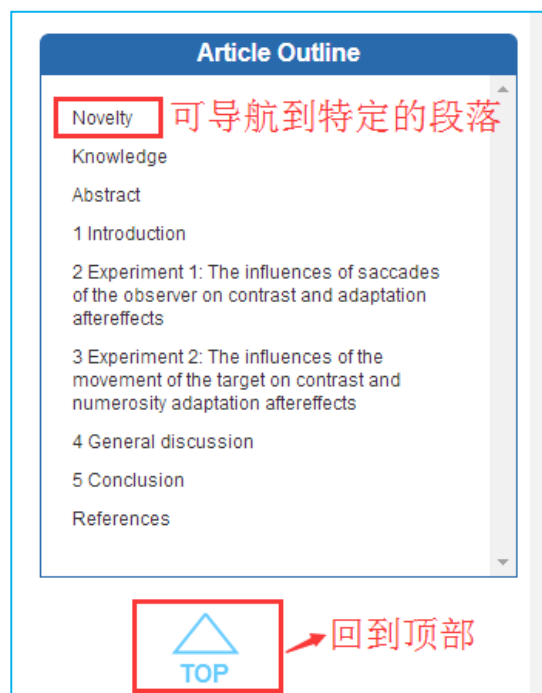 Article Outline
Novelty 可导航到特定的段落
Knowledge
Abstract
1 Introduction
2 Experiment 1: The influences of saccades
of the observer on contrast and adaptation
aftereffects
3 Experiment 2: The influences of the
movement of the target on contrast and
numerosity adaptation aftereffects
4 General discussion
5 Conclusion
References
回到顶部
TOP